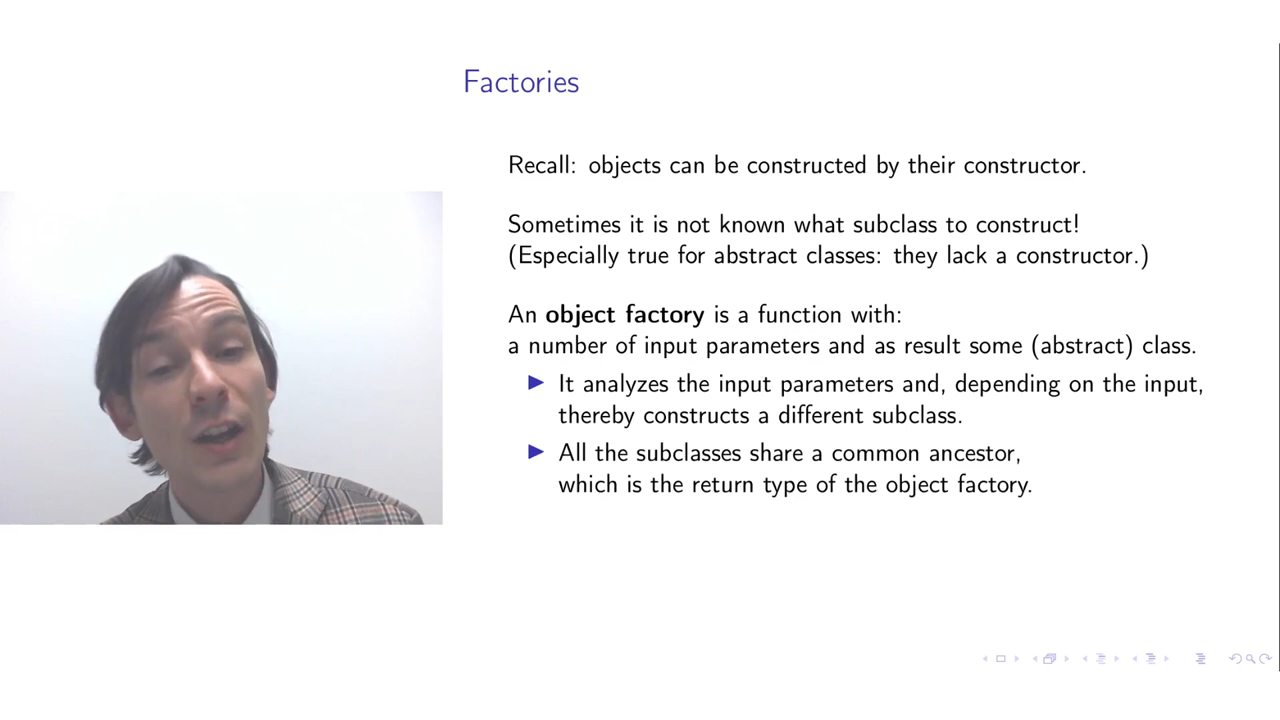 Factories
Recall: objects can be constructed by their constructor.
Sometimes it is not known what subclass to construct!
(Especially true for abstract classes: they lack a constructor.)
An object factory is a function with:
a number of input parameters and as result some (abstract) class.
It analyzes the input parameters and, depending on the input,
thereby constructs a different subclass.
All the subclasses share a common ancestor,
which is the return type of the object factory.